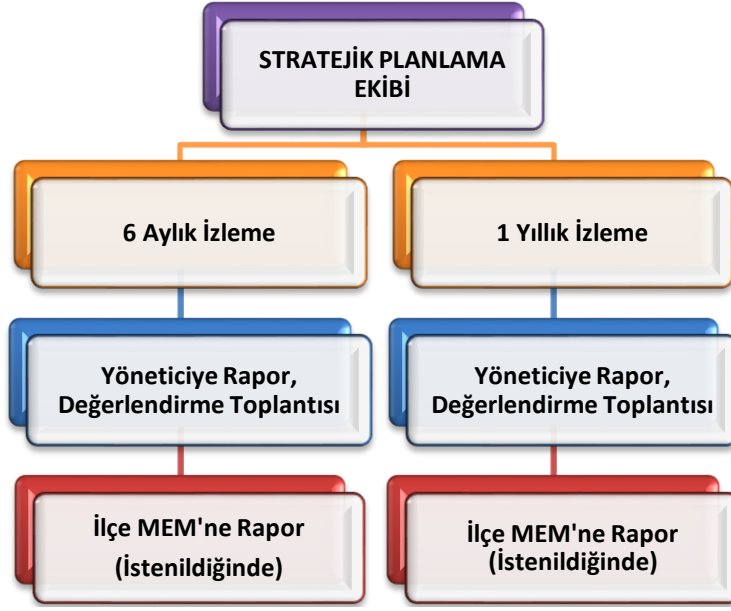 STRATEJİK PLANLAMA
EKİBİ
6 Aylık İzleme
1 Yıllık İzleme
Yöneticiye Rapor,
Değerlendirme Toplantısı
Yöneticiye Rapor,
Değerlendirme Toplantısı
İlçe MEM'ne Rapor
(İstenildiğinde)
İlçe MEM'ne Rapor
(İstenildiğinde)